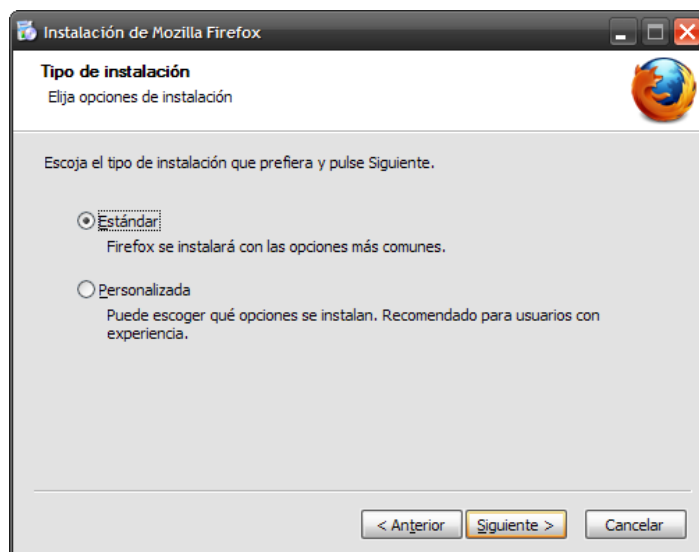 Instalación de Mozilla Firefox
Tipo de instalación
Elija opciones de instalación
Escoja el tipo de instalación que prefiera y pulse Siguiente.
Estándar
Firefox se instalará con las opciones más comunes.
Personalizada
Puede escoger qué opciones se instalan. Recomendado para usuarios con
experiencia.
< Anterior Siguiente > Cancelar